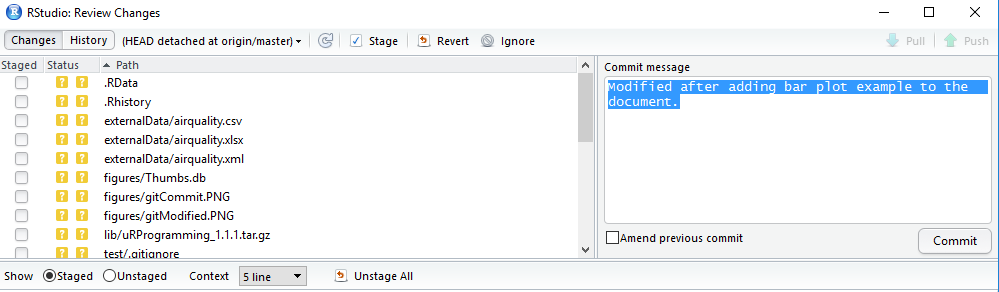 RStudio: Review Changes
Changes History (HEAD detached at origin/master) Stage Revert Ignore Pull Push
Staged Status Path
? ? .RData
? ? .Rhistory
? ? externalData/airquality.csv
? ? externalData/airquality.xlsx
? ? externalData/airquality.xml
? ? figures/Thumbs.db
? ? figures/gitCommit.PNG
? ? figures/gitModified.PNG
? ? lib/uRProgramming_1.1.1.tar.gz
? ? test/.gitignore
Commit message
Modified after adding bar plot example to the
document.
Amend previous commit
Commit
Show Staged Unstaged Context 5 line Unstage All